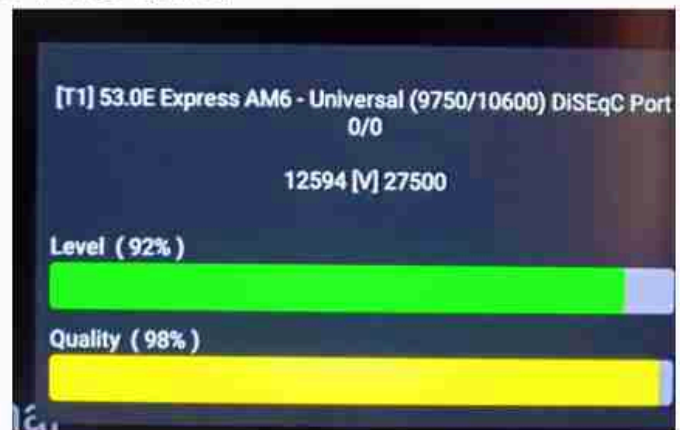 [T1] 53.0E Express AM6 - Universal (9750/10600) DiSEqC Port
0/0
12594 [V] 27500
Level ( 92% )
Quality ( 98% )